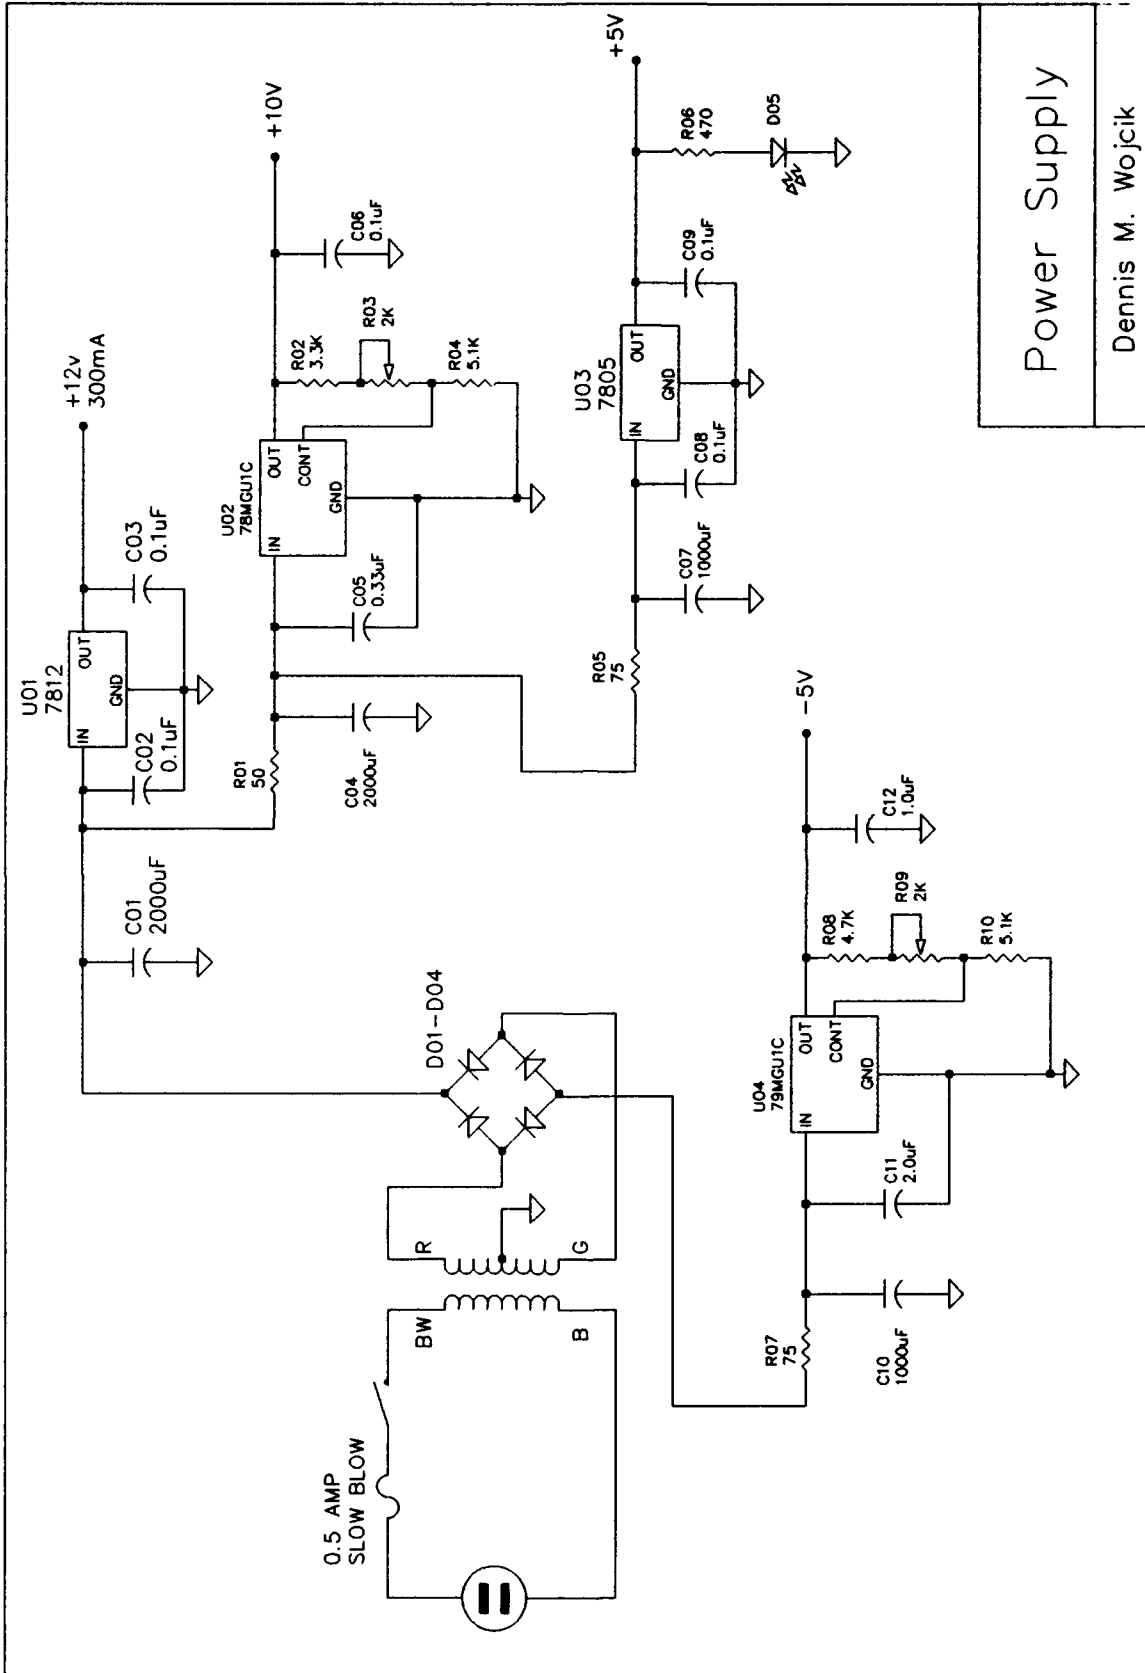 0.5 AMP
SLOW BLOW
BW
B
R
G
D01-D04
C01
2000uF
U01
7812
IN
OUT
GND
C02
0.1uF
C03
0.1uF
+12v
300mA
R01
50
C04
2000uF
U02
78MGU1C
IN
OUT
CONT
GND
C05
0.33uF
R02
3.3K
R03
2K
R04
5.1K
C06
0.1uF
+10V
R05
75
C07
1000uF
U03
7805
IN
OUT
GND
C08
0.1uF
C09
0.1uF
R06
470
D05
+5V
R07
75
C10
1000uF
C11
2.0uF
U04
79MGU1C
IN
OUT
CONT
GND
R08
4.7K
R09
2K
R10
5.1K
C12
1.0uF
-5V
Power Supply
Dennis M. Wojcik